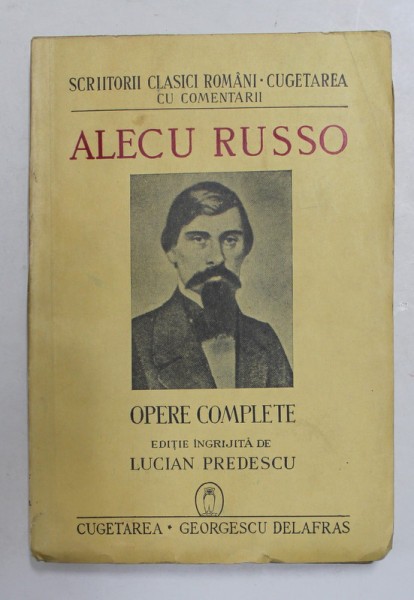 SCRIITORII CLASICI ROMÂNI · CUGETAREA
CU COMENTARII
ALECU RUSSO
OPERE COMPLETE
EDIȚIE ÎNGRIJITĂ DE
LUCIAN PREDESCU
CUGETAREA · GEORGESCU DELAFRAS